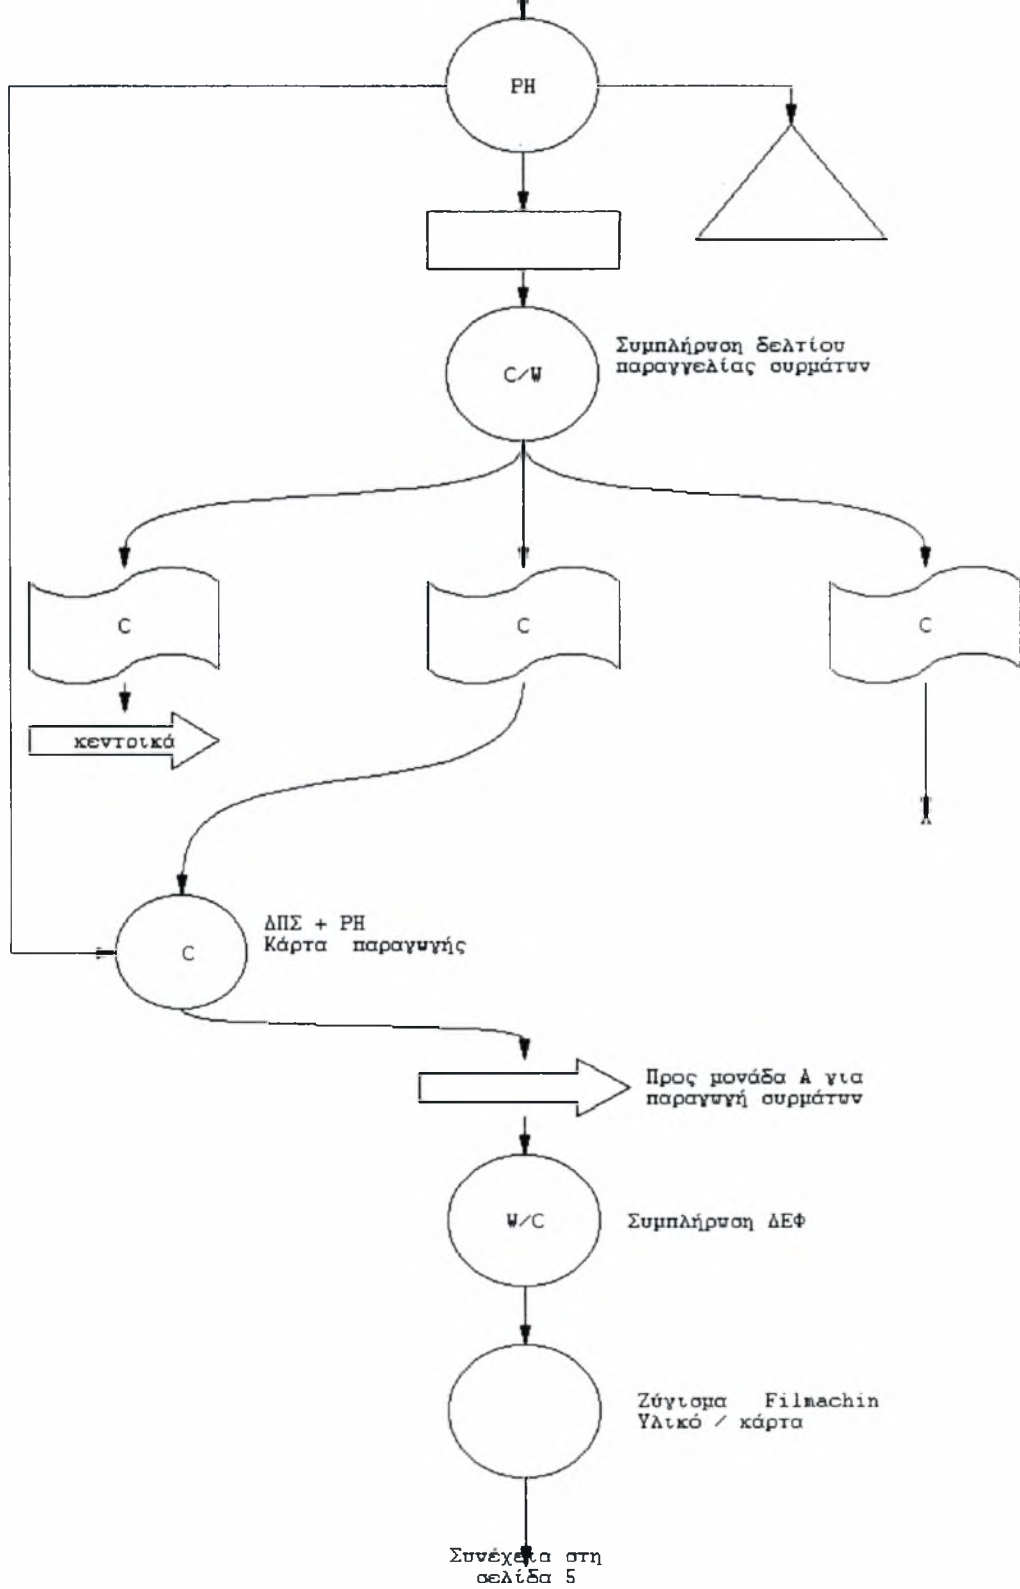 PH
C/W
Συμπλήρωση δελτίου
παραγγελίας συρμάτων
C
C
C
κεντρικά
ΔΠΣ + PH
Κάρτα παραγωγής
C
Προς μονάδα A για
παραγωγή συρμάτων
W/C
Συμπλήρωση ΔΕΦ
Ζύγισμα Filmachin
Υλικό / κάρτα
Συνέχεια στη
σελίδα 5